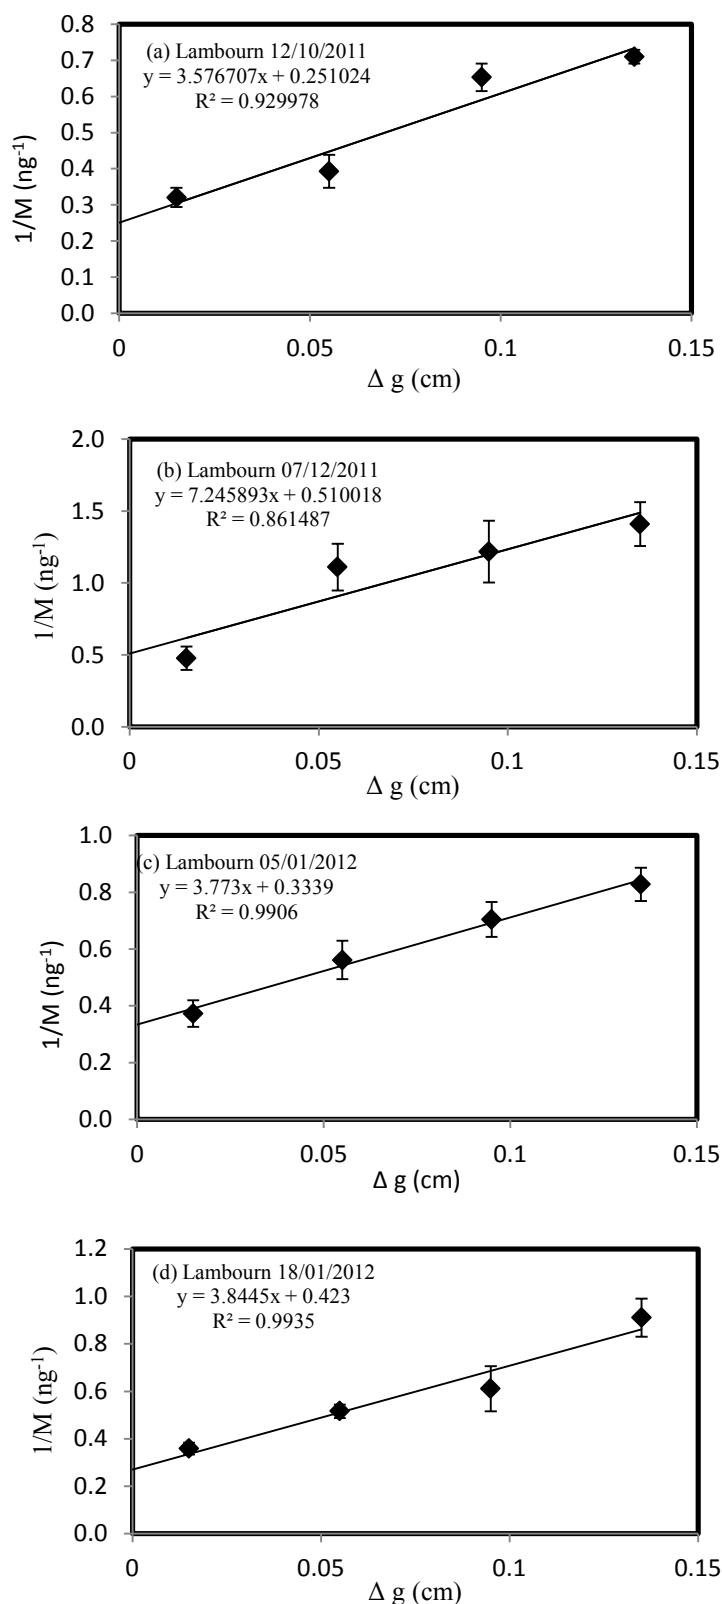 0.8
0.7
0.6
0.5
0.4
0.3
0.2
0.1
0.0
1/M (ng⁻¹)
(a) Lambourn 12/10/2011
y = 3.576707x + 0.251024
R² = 0.929978
0 0.05 0.1 0.15
Δ g (cm)
2.0
1.5
1.0
0.5
0.0
1/M (ng⁻¹)
(b) Lambourn 07/12/2011
y = 7.245893x + 0.510018
R² = 0.861487
0 0.05 0.1 0.15
Δ g (cm)
1.0
0.8
0.6
0.4
0.2
0.0
1/M (ng⁻¹)
(c) Lambourn 05/01/2012
y = 3.773x + 0.3339
R² = 0.9906
0 0.05 0.1 0.15
Δ g (cm)
1.2
1.0
0.8
0.6
0.4
0.2
0.0
1/M (ng⁻¹)
(d) Lambourn 18/01/2012
y = 3.8445x + 0.423
R² = 0.9935
0 0.05 0.1 0.15
Δ g (cm)